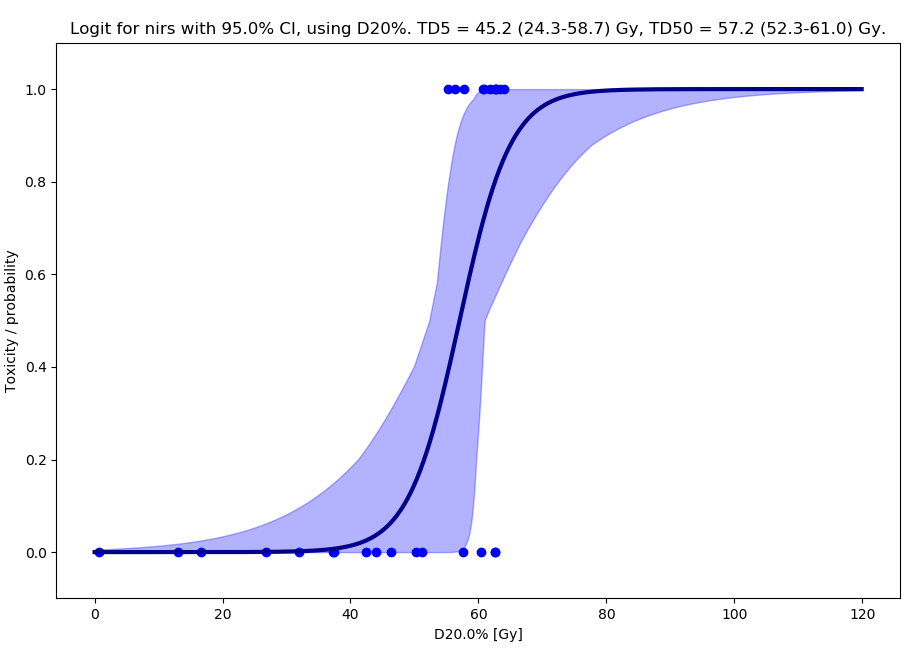 Logit for nirs with 95.0% CI, using D20%. TD5 = 45.2 (24.3-58.7) Gy, TD50 = 57.2 (52.3-61.0) Gy.
1.0
0.8
0.6
0.4
0.2
0.0
Toxicity / probability
0 20 40 60 80 100 120
D20.0% [Gy]